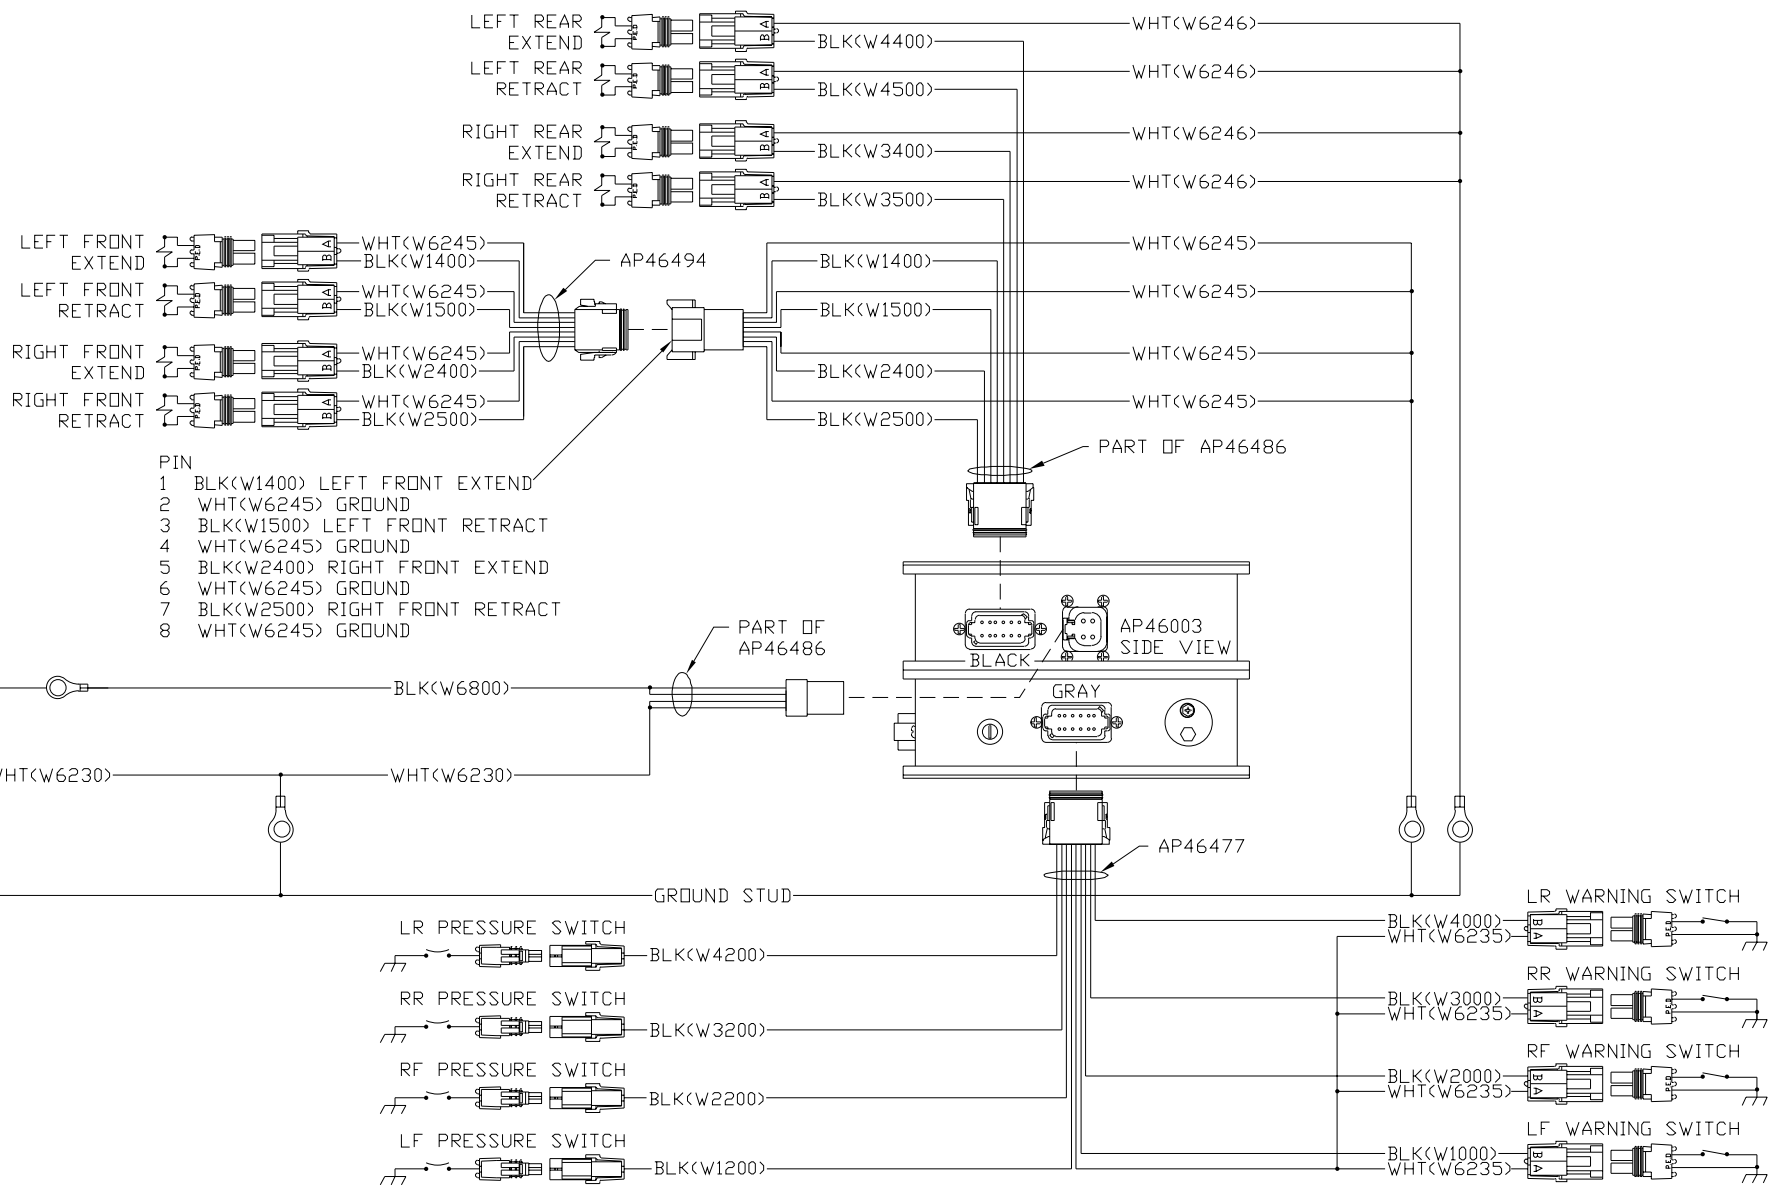 LEFT REAR
EXTEND
A
B
WHT(W6246)
BLK(W4400)
LEFT REAR
RETRACT
A
B
WHT(W6246)
BLK(W4500)
RIGHT REAR
EXTEND
A
B
WHT(W6246)
BLK(W3400)
RIGHT REAR
RETRACT
A
B
WHT(W6246)
BLK(W3500)
LEFT FRONT
EXTEND
A
B
WHT(W6245)
BLK(W1400)
LEFT FRONT
RETRACT
A
B
WHT(W6245)
BLK(W1500)
RIGHT FRONT
EXTEND
A
B
WHT(W6245)
BLK(W2400)
RIGHT FRONT
RETRACT
A
B
WHT(W6245)
BLK(W2500)
AP46494
WHT(W6245)
BLK(W1400)
WHT(W6245)
BLK(W1500)
WHT(W6245)
BLK(W2400)
WHT(W6245)
BLK(W2500)
PART OF AP46486
PIN
1 BLK(W1400) LEFT FRONT EXTEND
2 WHT(W6245) GROUND
3 BLK(W1500) LEFT FRONT RETRACT
4 WHT(W6245) GROUND
5 BLK(W2400) RIGHT FRONT EXTEND
6 WHT(W6245) GROUND
7 BLK(W2500) RIGHT FRONT RETRACT
8 WHT(W6245) GROUND
PART OF
AP46486
AP46003
SIDE VIEW
BLACK
GRAY
BLK(W6800)
WHT(W6230)
WHT(W6230)
AP46477
GROUND STUD
LR PRESSURE SWITCH
BLK(W4200)
RR PRESSURE SWITCH
BLK(W3200)
RF PRESSURE SWITCH
BLK(W2200)
LF PRESSURE SWITCH
BLK(W1200)
LR WARNING SWITCH
BLK(W4000)
WHT(W6235)
B
A
RR WARNING SWITCH
BLK(W3000)
WHT(W6235)
B
A
RF WARNING SWITCH
BLK(W2000)
WHT(W6235)
B
A
LF WARNING SWITCH
BLK(W1000)
WHT(W6235)
B
A